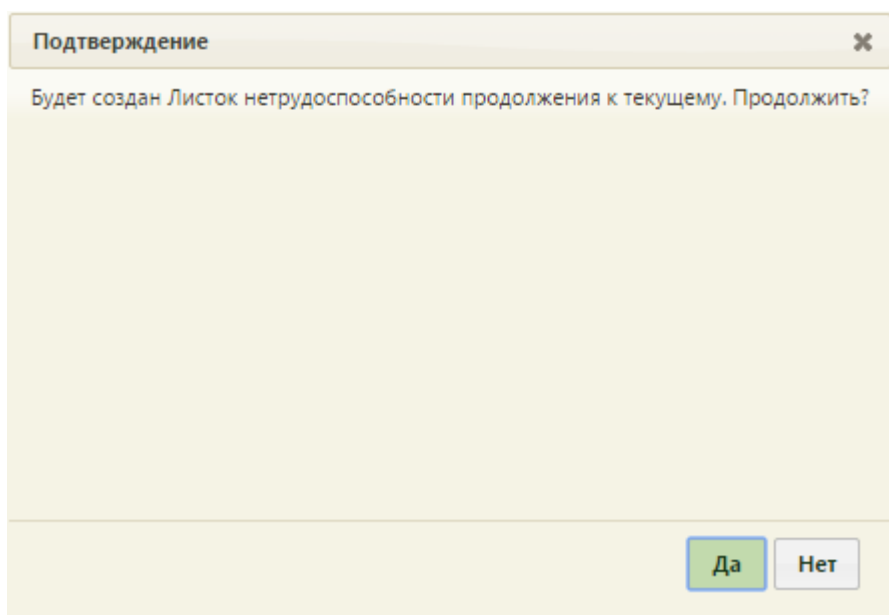 Подтверждение
Будет создан Листок нетрудоспособности продолжения к текущему. Продолжить?
Да Нет